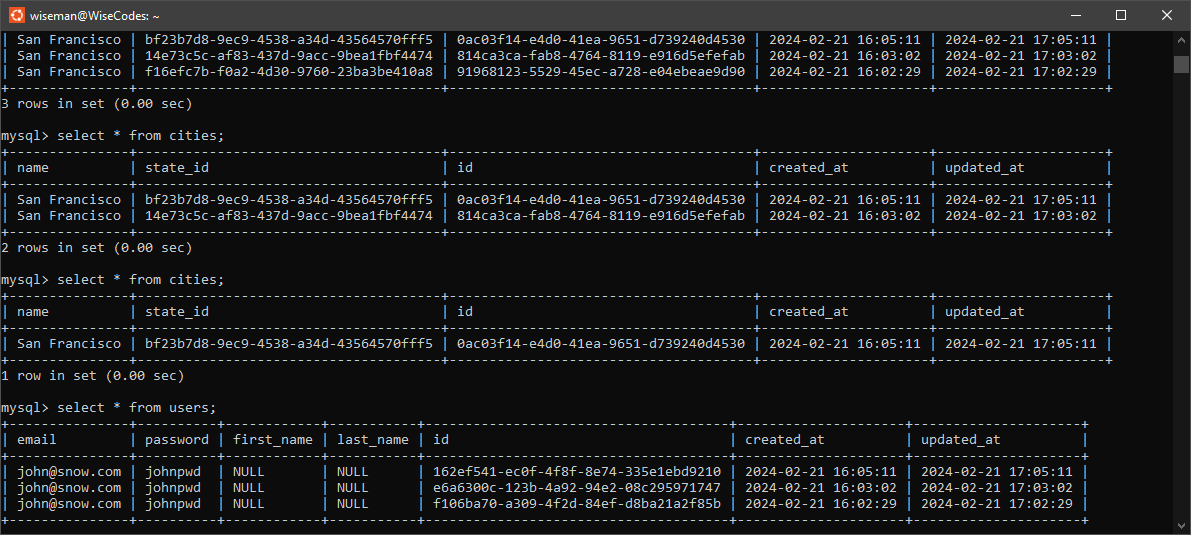 wiseman@WiseCodes: ~
| San Francisco | bf23b7d8-9ec9-4538-a34d-43564570fff5 | 0ac03f14-e4d0-41ea-9651-d739240d4530 | 2024-02-21 16:05:11 | 2024-02-21 17:05:11 |
| San Francisco | 14e73c5c-af83-437d-9acc-9bea1fbf4474 | 814ca3ca-fab8-4764-8119-e916d5efefab | 2024-02-21 16:03:02 | 2024-02-21 17:03:02 |
| San Francisco | f16efc7b-f0a2-4d30-9760-23ba3be410a8 | 91968123-5529-45ec-a728-e04ebeae9d90 | 2024-02-21 16:02:29 | 2024-02-21 17:02:29 |
+---------------+--------------------------------------+--------------------------------------+---------------------+---------------------+
3 rows in set (0.00 sec)
mysql> select * from cities;
+---------------+--------------------------------------+--------------------------------------+---------------------+---------------------+
| name          | state_id                             | id                                   | created_at          | updated_at          |
+---------------+--------------------------------------+--------------------------------------+---------------------+---------------------+
| San Francisco | bf23b7d8-9ec9-4538-a34d-43564570fff5 | 0ac03f14-e4d0-41ea-9651-d739240d4530 | 2024-02-21 16:05:11 | 2024-02-21 17:05:11 |
| San Francisco | 14e73c5c-af83-437d-9acc-9bea1fbf4474 | 814ca3ca-fab8-4764-8119-e916d5efefab | 2024-02-21 16:03:02 | 2024-02-21 17:03:02 |
+---------------+--------------------------------------+--------------------------------------+---------------------+---------------------+
2 rows in set (0.00 sec)
mysql> select * from cities;
+---------------+--------------------------------------+--------------------------------------+---------------------+---------------------+
| name          | state_id                             | id                                   | created_at          | updated_at          |
+---------------+--------------------------------------+--------------------------------------+---------------------+---------------------+
| San Francisco | bf23b7d8-9ec9-4538-a34d-43564570fff5 | 0ac03f14-e4d0-41ea-9651-d739240d4530 | 2024-02-21 16:05:11 | 2024-02-21 17:05:11 |
+---------------+--------------------------------------+--------------------------------------+---------------------+---------------------+
1 row in set (0.00 sec)
mysql> select * from users;
+---------------+----------+------------+-----------+--------------------------------------+---------------------+---------------------+
| email         | password | first_name | last_name | id                                   | created_at          | updated_at          |
+---------------+----------+------------+-----------+--------------------------------------+---------------------+---------------------+
| john@snow.com | johnpwd  | NULL       | NULL      | 162ef541-ec0f-4f8f-8e74-335e1ebd9210 | 2024-02-21 16:05:11 | 2024-02-21 17:05:11 |
| john@snow.com | johnpwd  | NULL       | NULL      | e6a6300c-123b-4a92-94e2-08c295971747 | 2024-02-21 16:03:02 | 2024-02-21 17:03:02 |
| john@snow.com | johnpwd  | NULL       | NULL      | f106ba70-a309-4f2d-84ef-d8ba21a2f85b | 2024-02-21 16:02:29 | 2024-02-21 17:02:29 |
+---------------+----------+------------+-----------+--------------------------------------+---------------------+---------------------+